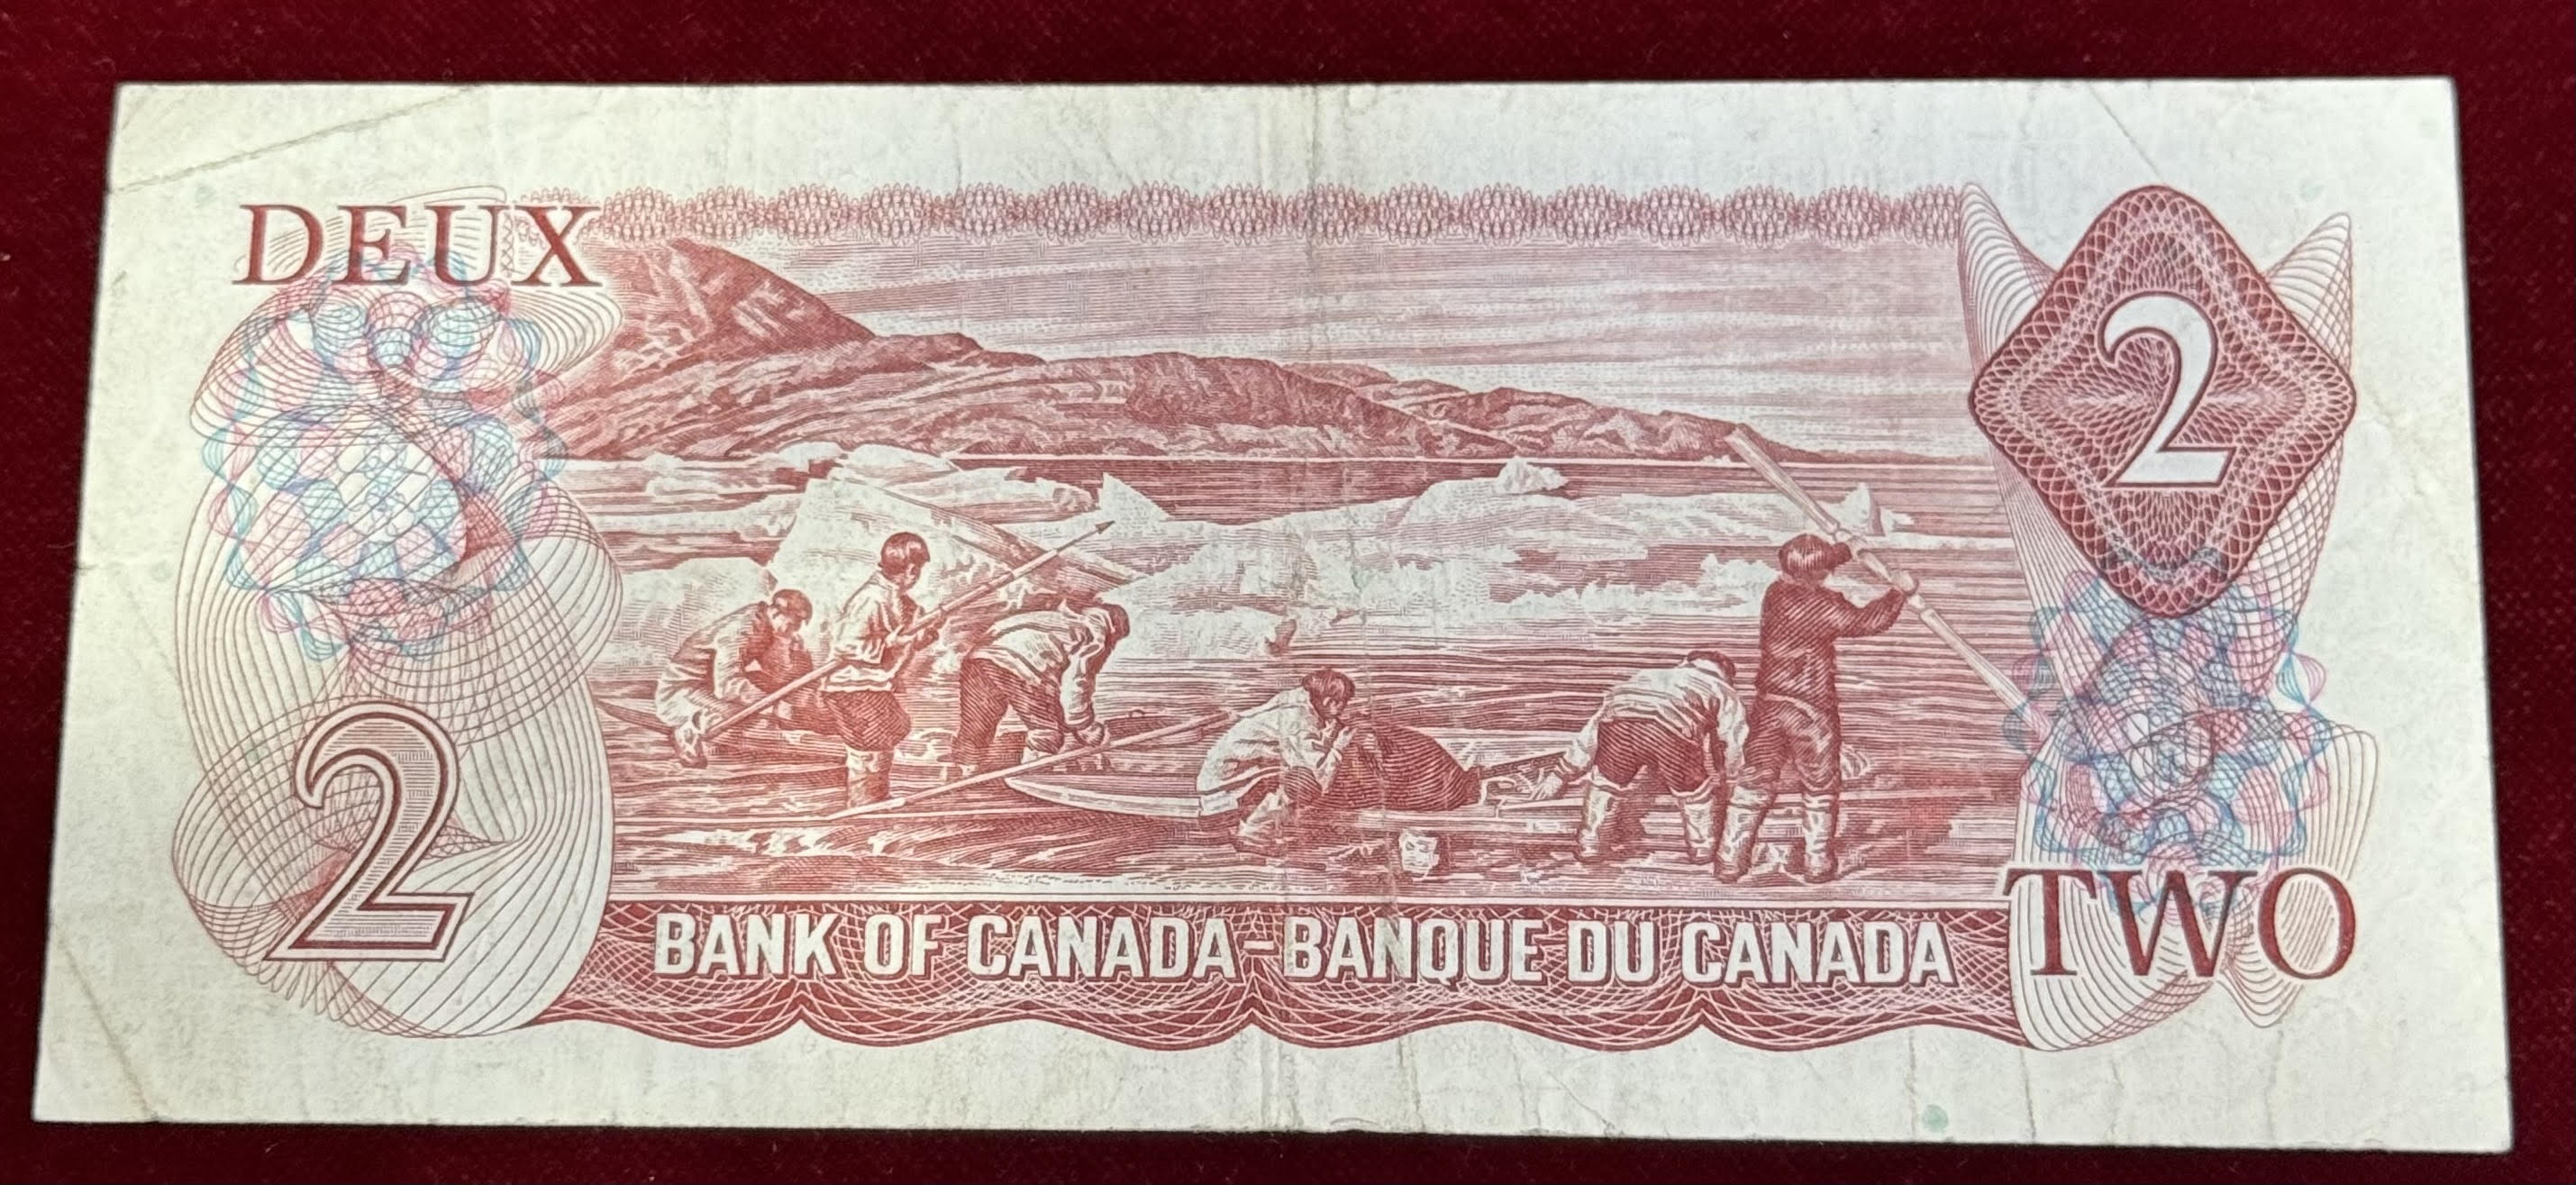 DEUX
2
2
BANK OF CANADA-BANQUE DU CANADA
TWO